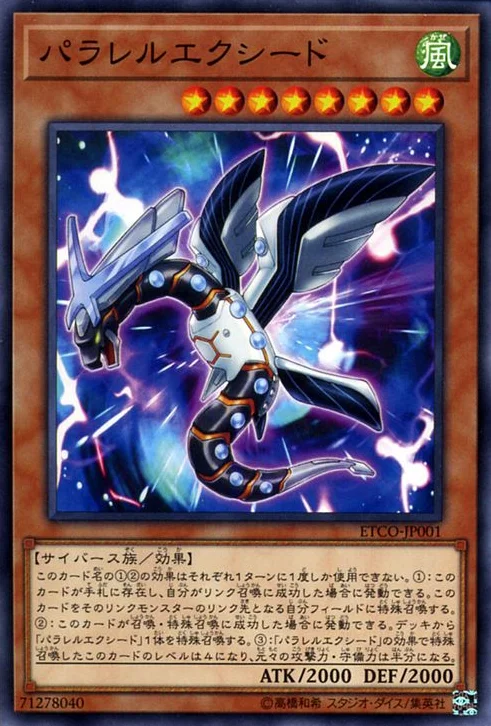 パラレルエクシード
風
ETCO-JP001
【サイバース族／効果】
このカード名の①②の効果はそれぞれ1ターンに1度しか使用できない。①：この
カードが手札に存在し、自分がリンク召喚に成功した場合に発動できる。この
カードをそのリンクモンスターのリンク先となる自分フィールドに特殊召喚する。
②：このカードが召喚・特殊召喚に成功した場合に発動できる。デッキから
「パラレルエクシード」1体を特殊召喚する。③：「パラレルエクシード」の効果で特殊
召喚したこのカードのレベルは4になり、元々の攻撃力・守備力は半分になる。
ATK/2000 DEF/2000
71278040
©高橋和希 スタジオ・ダイス/集英社